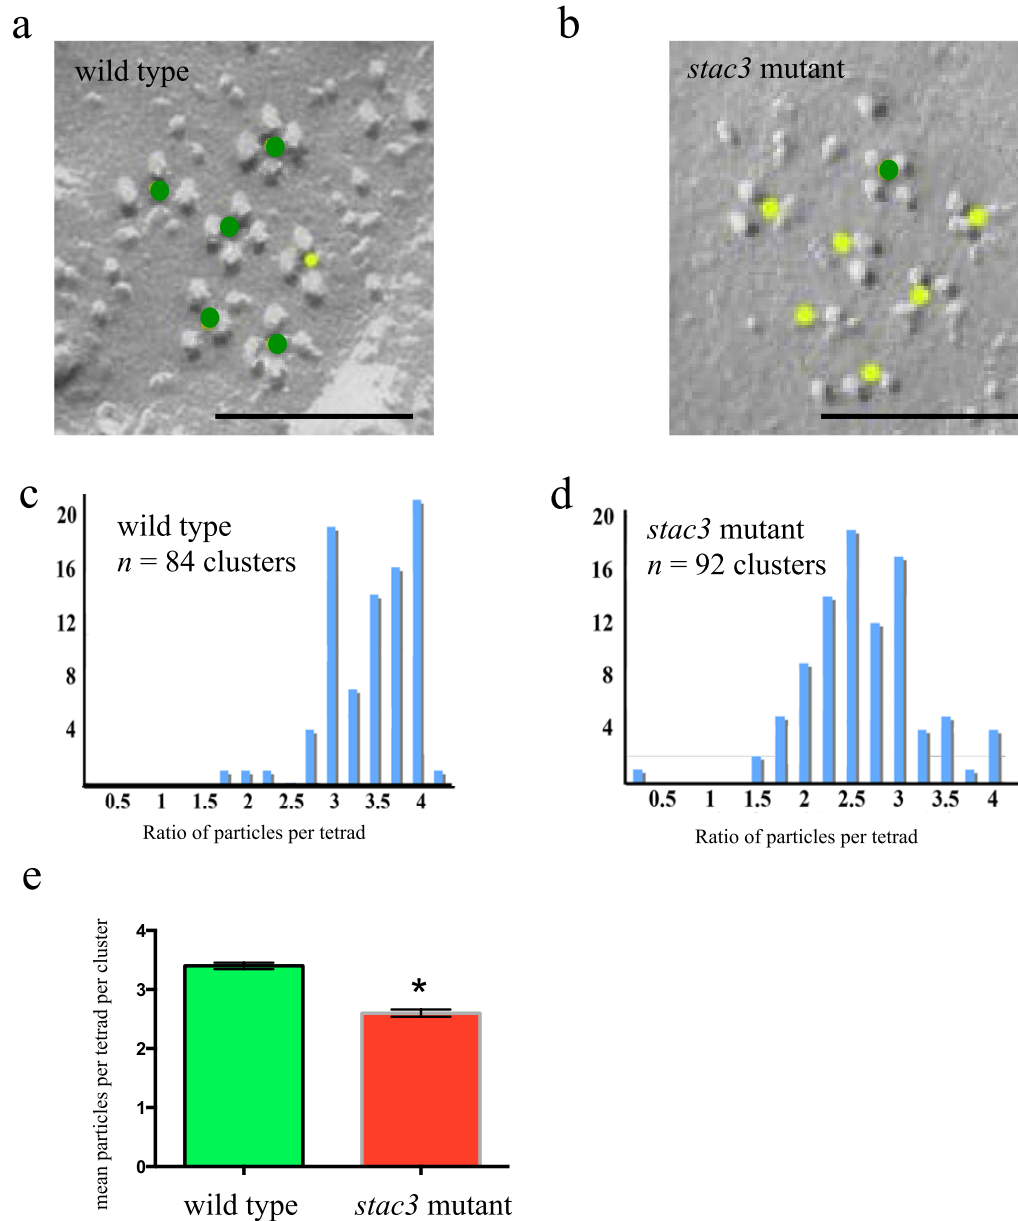 a
wild type
b
stac3 mutant
c
20
16
12
8
4
wild type
n = 84 clusters
0.5 1 1.5 2 2.5 3 3.5 4
Ratio of particles per tetrad
d
20
16
12
8
4
stac3 mutant
n = 92 clusters
0.5 1 1.5 2 2.5 3 3.5 4
Ratio of particles per tetrad
e
mean particles per tetrad per cluster
4
3
2
1
0
*
wild type stac3 mutant